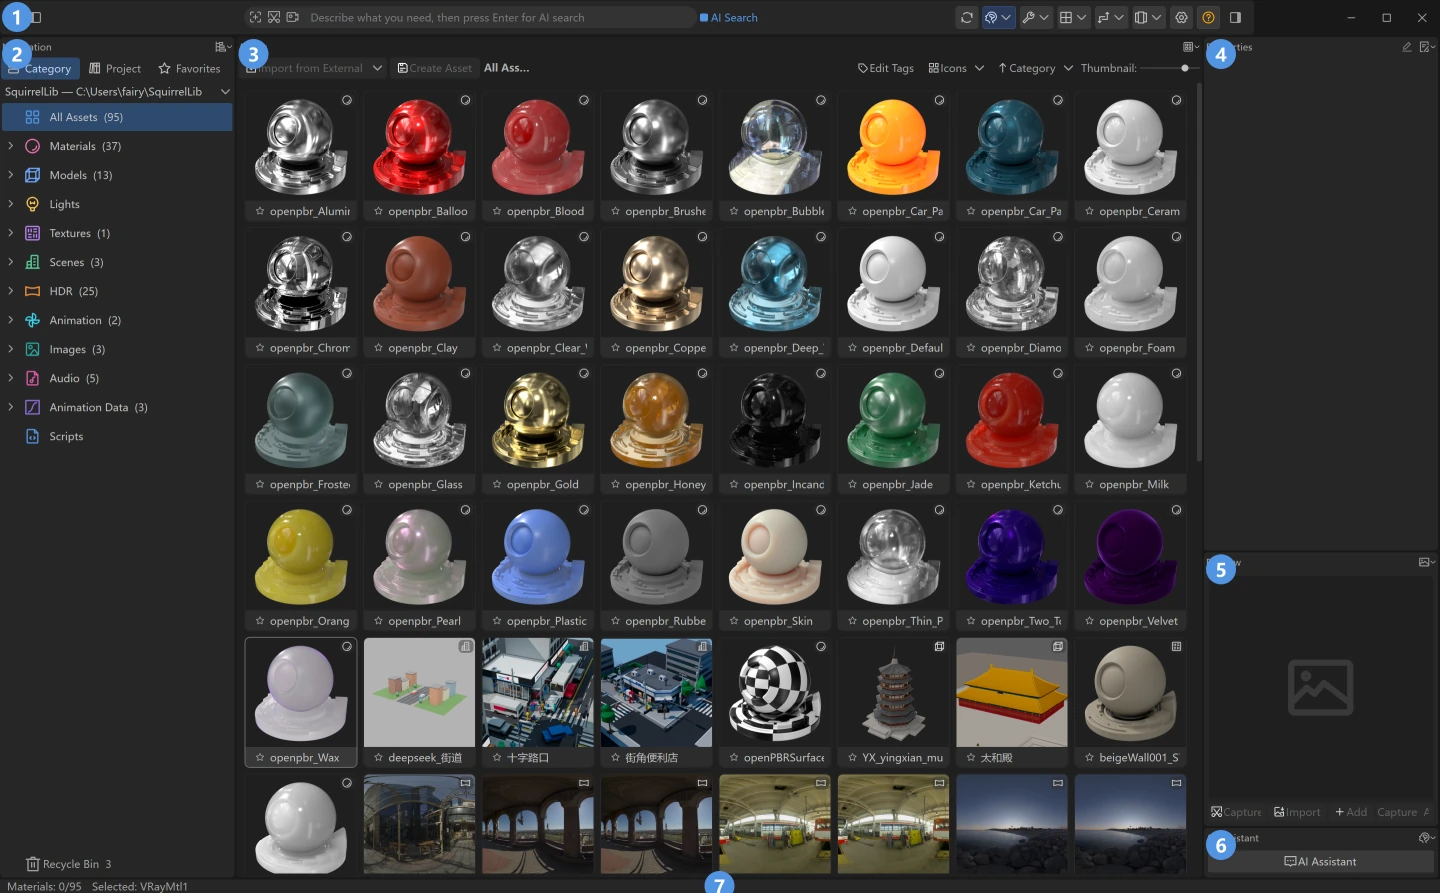 1
Describe what you need, then press Enter for AI search
AI Search
2
3
4
Category
Project
Favorites
Import from External
Create Asset
All Ass...
Edit Tags
Icons
Category
Thumbnail:
SquirrelLib — C:\Users\fairy\SquirrelLib
All Assets (95)
Materials (37)
Models (13)
Lights
Textures (1)
Scenes (3)
HDR (25)
Animation (2)
Images (3)
Audio (5)
Animation Data (3)
Scripts
openpbr_Alumin
openpbr_Balloo
openpbr_Blood
openpbr_Brushe
openpbr_Bubble
openpbr_Car_Pa
openpbr_Car_Pa
openpbr_Ceram
openpbr_Chrom
openpbr_Clay
openpbr_Clear_
openpbr_Coppe
openpbr_Deep_
openpbr_Defaul
openpbr_Diamo
openpbr_Foam
openpbr_Froste
openpbr_Glass
openpbr_Gold
openpbr_Honey
openpbr_Incand
openpbr_Jade
openpbr_Ketchu
openpbr_Milk
openpbr_Orang
openpbr_Pearl
openpbr_Plastic
openpbr_Rubbe
openpbr_Skin
openpbr_Thin_P
openpbr_Two_To
openpbr_Velvet
openpbr_Wax
deepseek_街道
十字路口
街角便利店
openPBRSurface
YX_yingxian_mu
太和殿
beigeWall001_S
5
Capture
Import
Add
Capture
6
AI Assistant
Recycle Bin 3
Materials: 0/95 Selected: VRayMtl1
7